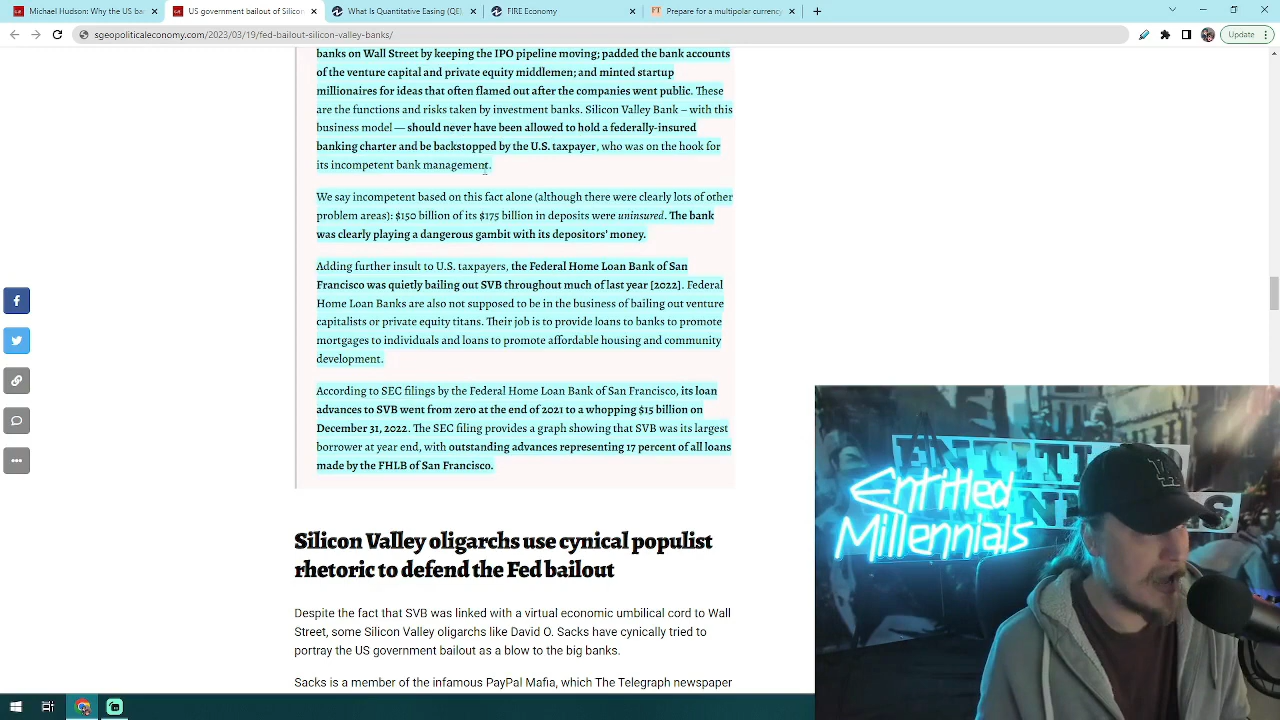 Michael Hudson: Why the US ba
US government bailout of Silicon
What Is Quantitative Easing (QE)
FIRE Economy
Prepare for a multipolar currency
sgeopoliticaleconomy.com/2023/03/19/fed-bailout-silicon-valley-banks/
Update
banks on Wall Street by keeping the IPO pipeline moving; padded the bank accounts
of the venture capital and private equity middlemen; and minted startup
millionaires for ideas that often flamed out after the companies went public. These
are the functions and risks taken by investment banks. Silicon Valley Bank – with this
business model — should never have been allowed to hold a federally-insured
banking charter and be backstopped by the U.S. taxpayer, who was on the hook for
its incompetent bank management.
We say incompetent based on this fact alone (although there were clearly lots of other
problem areas): $150 billion of its $175 billion in deposits were uninsured. The bank
was clearly playing a dangerous gambit with its depositors' money.
Adding further insult to U.S. taxpayers, the Federal Home Loan Bank of San
Francisco was quietly bailing out SVB throughout much of last year [2022]. Federal
Home Loan Banks are also not supposed to be in the business of bailing out venture
capitalists or private equity titans. Their job is to provide loans to banks to promote
mortgages to individuals and loans to promote affordable housing and community
development.
According to SEC filings by the Federal Home Loan Bank of San Francisco, its loan
advances to SVB went from zero at the end of 2021 to a whopping $15 billion on
December 31, 2022. The SEC filing provides a graph showing that SVB was its largest
borrower at year end, with outstanding advances representing 17 percent of all loans
made by the FHLB of San Francisco.
Silicon Valley oligarchs use cynical populist
rhetoric to defend the Fed bailout
Despite the fact that SVB was linked with a virtual economic umbilical cord to Wall
Street, some Silicon Valley oligarchs like David O. Sacks have cynically tried to
portray the US government bailout as a blow to the big banks.
Sacks is a member of the infamous PayPal Mafia, which The Telegraph newspaper
Entitled
Millennials
LA